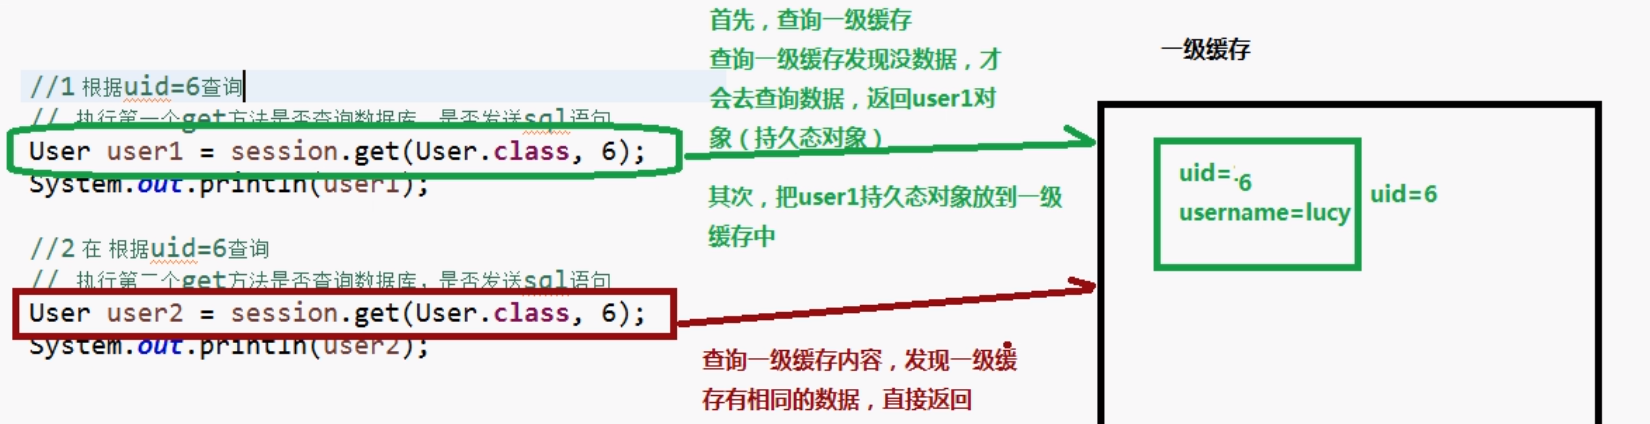 //1 根据uid=6查询
// 执行第一个get方法是否查询数据库，是否发送sql语句
User user1 = session.get(User.class, 6);
System.out.println(user1);
//2 在 根据uid=6查询
// 执行第二个get方法是否查询数据库，是否发送sql语句
User user2 = session.get(User.class, 6);
System.out.println(user2);
首先，查询一级缓存
查询一级缓存发现没数据，才
会去查询数据，返回user1对
象（持久态对象）
其次，把user1持久态对象放到一级
缓存中
查询一级缓存内容，发现一级缓
存有相同的数据，直接返回
一级缓存
uid=6
username=lucy
uid=6